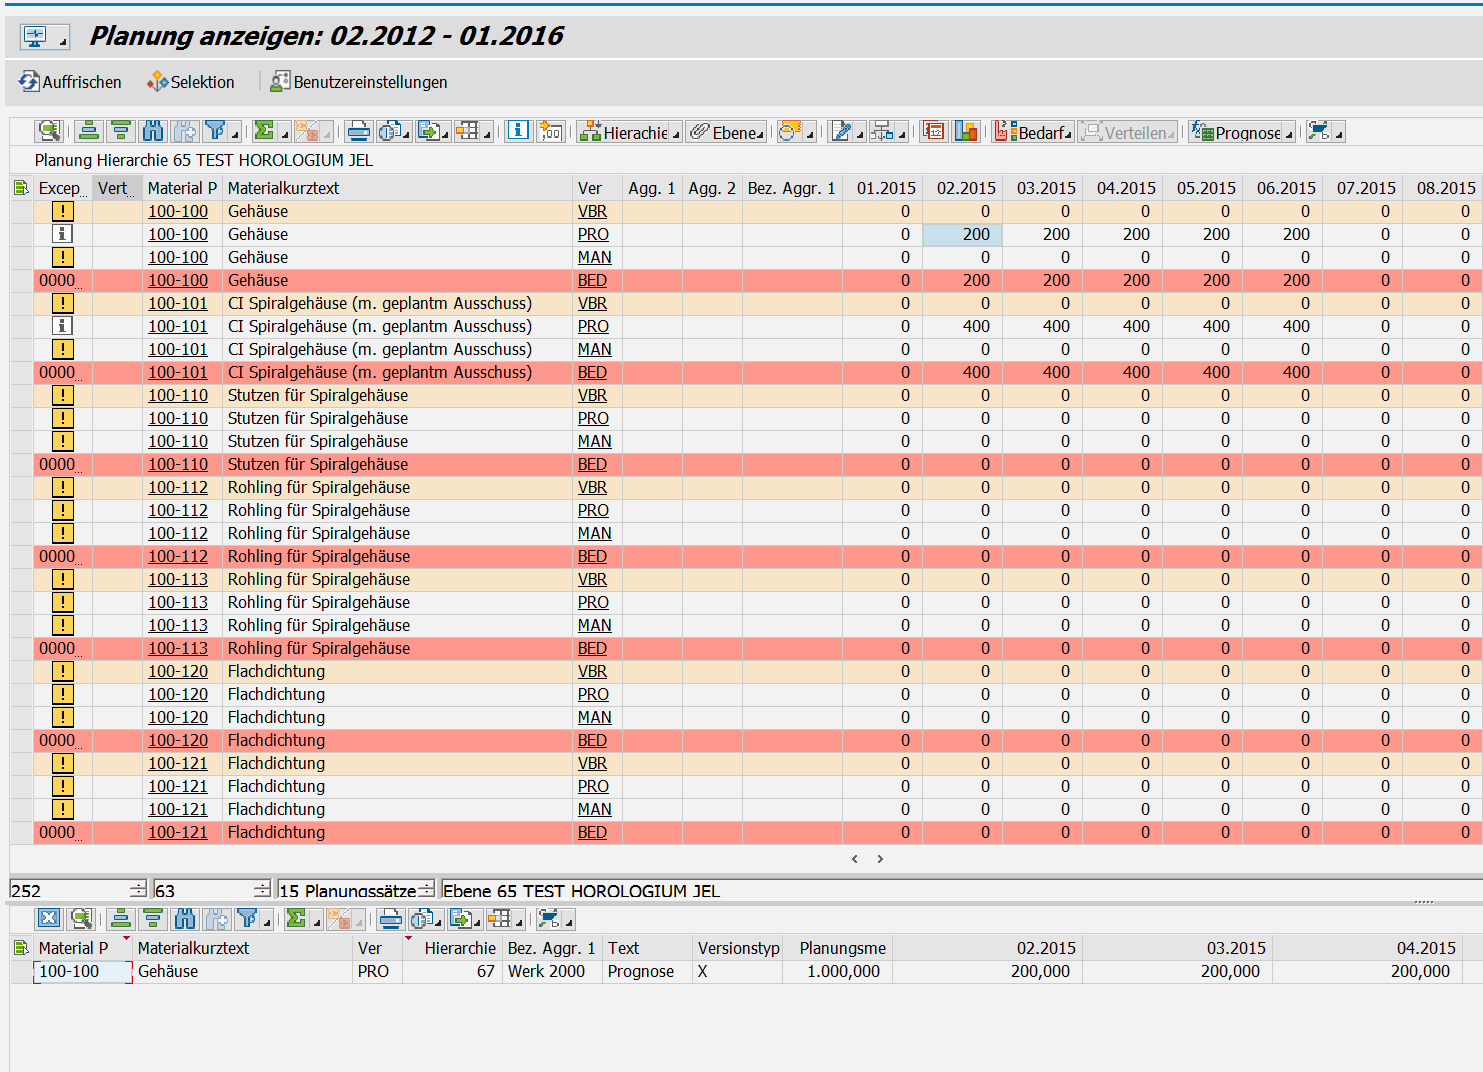 Planung anzeigen: 02.2012 - 01.2016
Auffrischen Selektion Benutzereinstellungen
Hierarchie Ebene Bedarf Verteilen Prognose
Planung Hierarchie 65 TEST HOROLOGIUM JEL
Excep... Vert... Material P Materialkurztext Ver Agg. 1 Agg. 2 Bez. Aggr. 1 01.2015 02.2015 03.2015 04.2015 05.2015 06.2015 07.2015 08.2015
! 100-100 Gehäuse VBR 0 0 0 0 0 0 0 0
i 100-100 Gehäuse PRO 0 200 200 200 200 200 0 0
! 100-100 Gehäuse MAN 0 0 0 0 0 0 0 0
0000... 100-100 Gehäuse BED 0 200 200 200 200 200 0 0
! 100-101 CI Spiralgehäuse (m. geplantm Ausschuss) VBR 0 0 0 0 0 0 0 0
i 100-101 CI Spiralgehäuse (m. geplantm Ausschuss) PRO 0 400 400 400 400 400 0 0
! 100-101 CI Spiralgehäuse (m. geplantm Ausschuss) MAN 0 0 0 0 0 0 0 0
0000... 100-101 CI Spiralgehäuse (m. geplantm Ausschuss) BED 0 400 400 400 400 400 0 0
! 100-110 Stutzen für Spiralgehäuse VBR 0 0 0 0 0 0 0 0
! 100-110 Stutzen für Spiralgehäuse PRO 0 0 0 0 0 0 0 0
! 100-110 Stutzen für Spiralgehäuse MAN 0 0 0 0 0 0 0 0
0000... 100-110 Stutzen für Spiralgehäuse BED 0 0 0 0 0 0 0 0
! 100-112 Rohling für Spiralgehäuse VBR 0 0 0 0 0 0 0 0
! 100-112 Rohling für Spiralgehäuse PRO 0 0 0 0 0 0 0 0
! 100-112 Rohling für Spiralgehäuse MAN 0 0 0 0 0 0 0 0
0000... 100-112 Rohling für Spiralgehäuse BED 0 0 0 0 0 0 0 0
! 100-113 Rohling für Spiralgehäuse VBR 0 0 0 0 0 0 0 0
! 100-113 Rohling für Spiralgehäuse PRO 0 0 0 0 0 0 0 0
! 100-113 Rohling für Spiralgehäuse MAN 0 0 0 0 0 0 0 0
0000... 100-113 Rohling für Spiralgehäuse BED 0 0 0 0 0 0 0 0
! 100-120 Flachdichtung VBR 0 0 0 0 0 0 0 0
! 100-120 Flachdichtung PRO 0 0 0 0 0 0 0 0
! 100-120 Flachdichtung MAN 0 0 0 0 0 0 0 0
0000... 100-120 Flachdichtung BED 0 0 0 0 0 0 0 0
! 100-121 Flachdichtung VBR 0 0 0 0 0 0 0 0
! 100-121 Flachdichtung PRO 0 0 0 0 0 0 0 0
! 100-121 Flachdichtung MAN 0 0 0 0 0 0 0 0
0000... 100-121 Flachdichtung BED 0 0 0 0 0 0 0 0
252 63 15 Planungssätze Ebene 65 TEST HOROLOGIUM JEL
Material P Materialkurztext Ver Hierarchie Bez. Aggr. 1 Text Versionstyp Planungsme 02.2015 03.2015 04.2015
100-100 Gehäuse PRO 67 Werk 2000 Prognose X 1.000,000 200,000 200,000 200,000